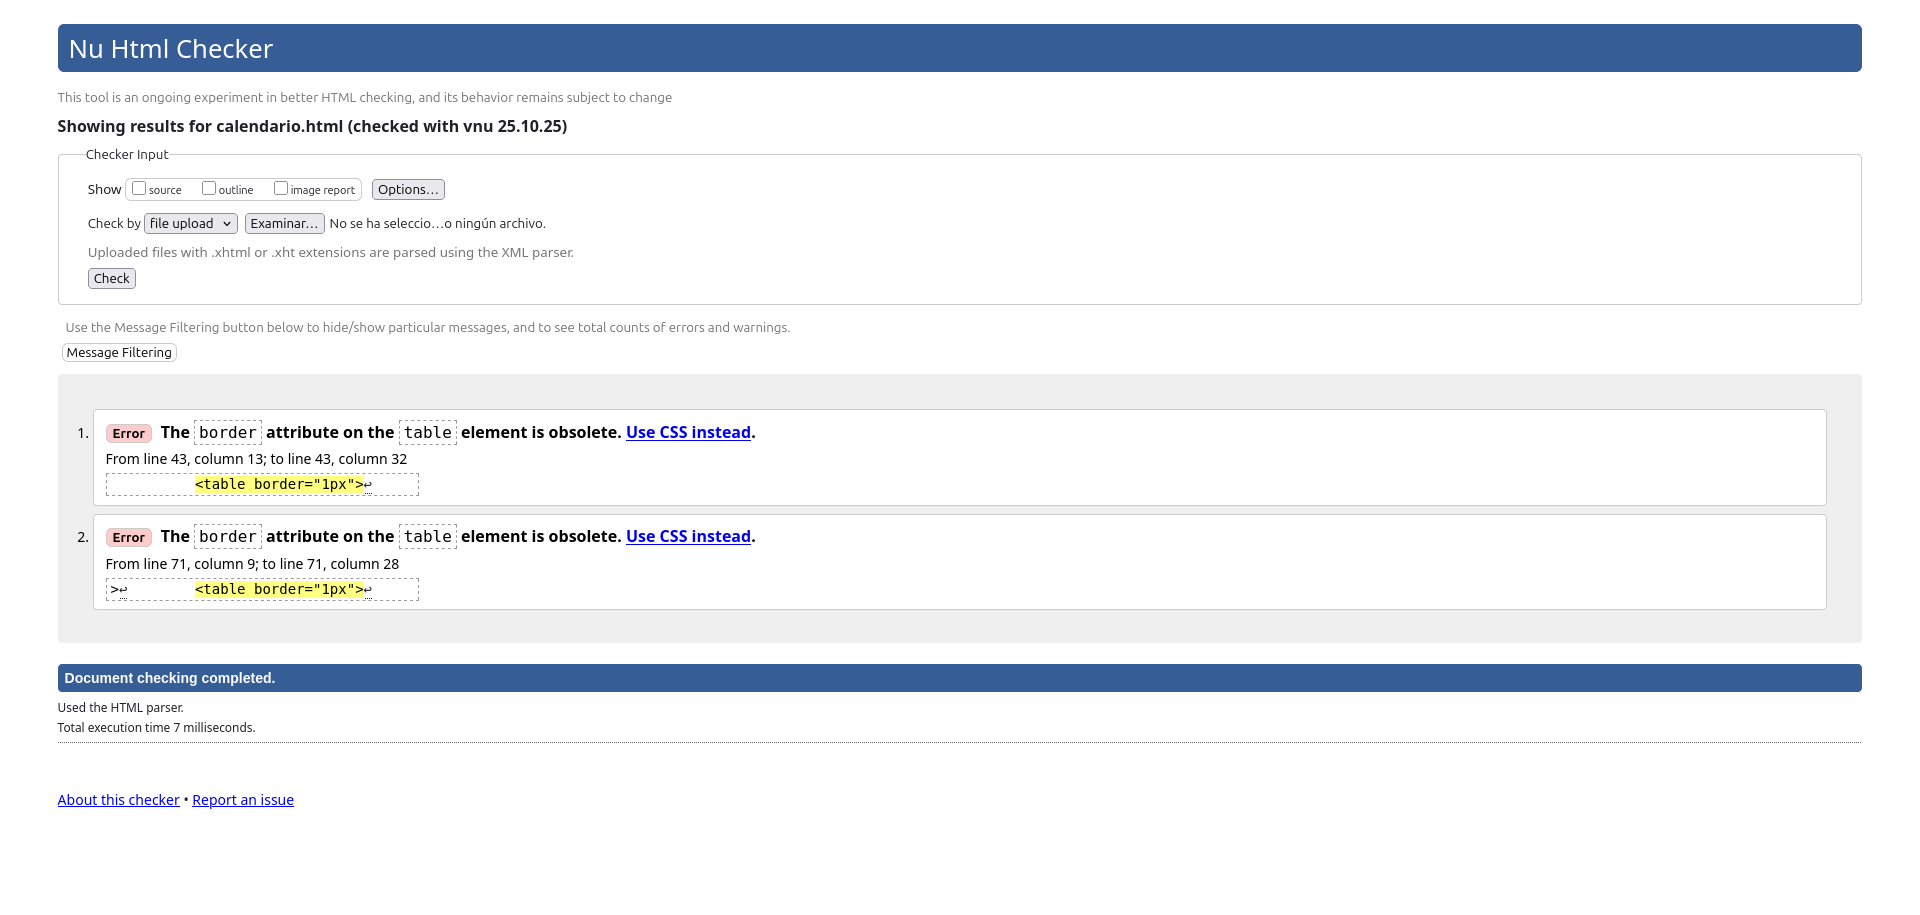 Nu Html Checker
This tool is an ongoing experiment in better HTML checking, and its behavior remains subject to change
Showing results for calendario.html (checked with vnu 25.10.25)
Checker Input
Show source outline image report Options...
Check by file upload Examinar... No se ha seleccio...o ningún archivo.
Uploaded files with .xhtml or .xht extensions are parsed using the XML parser.
Check
Use the Message Filtering button below to hide/show particular messages, and to see total counts of errors and warnings.
Message Filtering
1. Error The border attribute on the table element is obsolete. Use CSS instead.
From line 43, column 13; to line 43, column 32
<table border="1px">↩
2. Error The border attribute on the table element is obsolete. Use CSS instead.
From line 71, column 9; to line 71, column 28
>↩ <table border="1px">↩
Document checking completed.
Used the HTML parser.
Total execution time 7 milliseconds.
About this checker • Report an issue